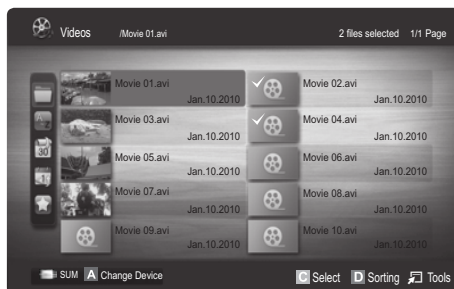 Videos /Movie 01.avi 2 files selected 1/1 Page
Movie 01.avi Movie 02.avi
Jan.10.2010 Jan.10.2010
Movie 03.avi Movie 04.avi
Jan.10.2010 Jan.10.2010
30
Movie 05.avi Movie 06.avi
Jan.10.2010 Jan.10.2010
1
Movie 07.avi Movie 08.avi
Jan.10.2010 Jan.10.2010
Movie 09.avi Movie 10.avi
Jan.10.2010 Jan.10.2010
SUM A Change Device C Select D Sorting Tools